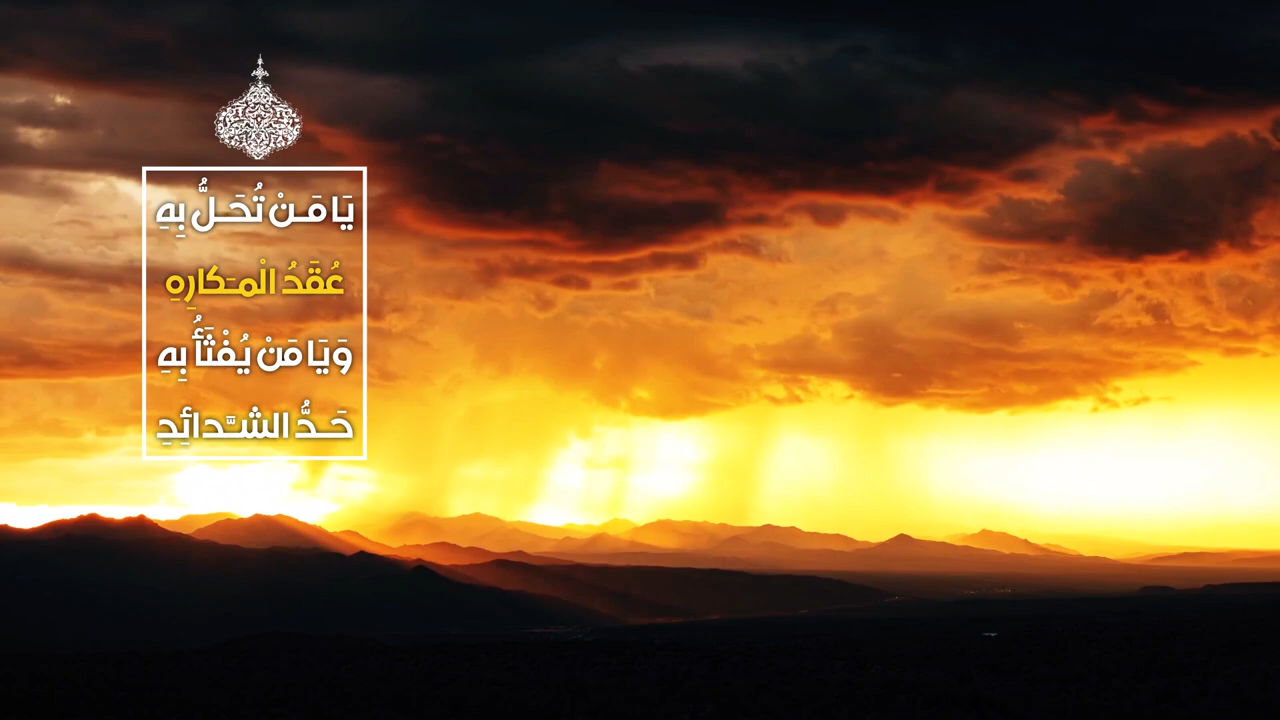 يَا مَـنْ تُحَـلُّ بِهِ
عُقَدُ الْمَـكارِهِ
وَيَا مَنْ يُفْثَأُ بِهِ
حَـدُّ الشَّـدائِدِ